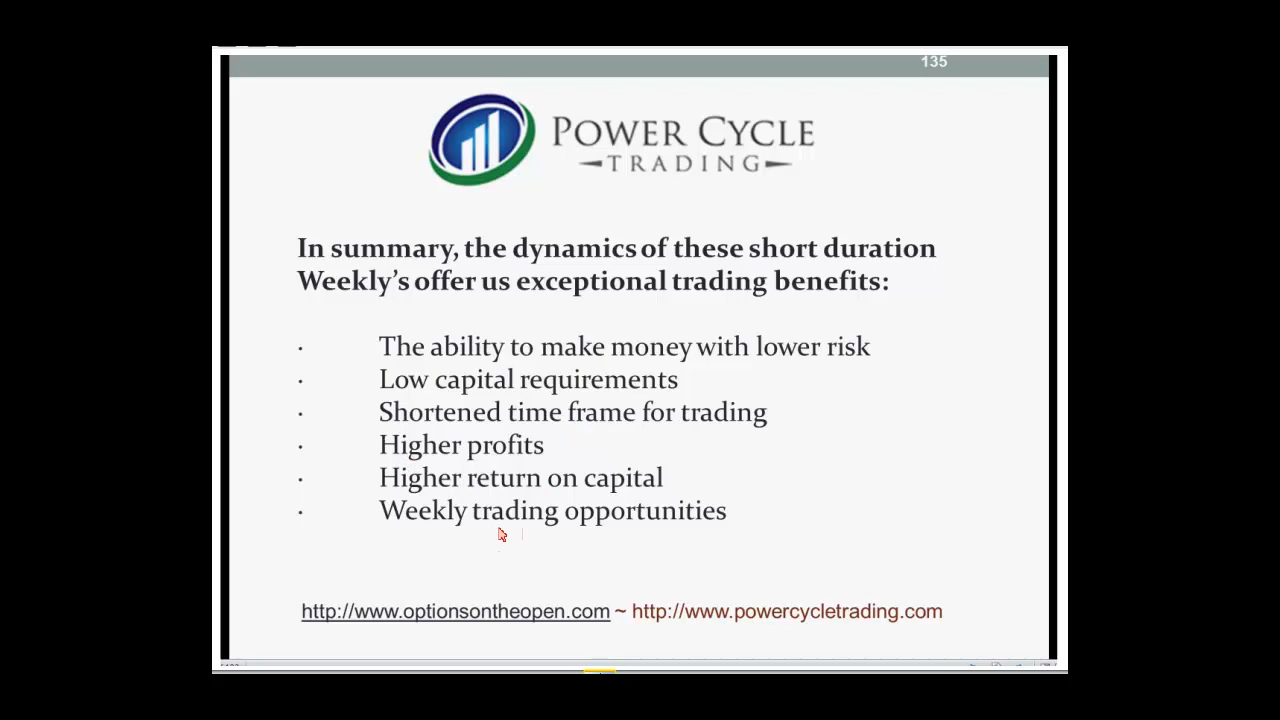 135
POWER CYCLE
TRADING
In summary, the dynamics of these short duration
Weekly's offer us exceptional trading benefits:
· The ability to make money with lower risk
· Low capital requirements
· Shortened time frame for trading
· Higher profits
· Higher return on capital
· Weekly trading opportunities
http://www.optionsontheopen.com ~ http://www.powercycletrading.com